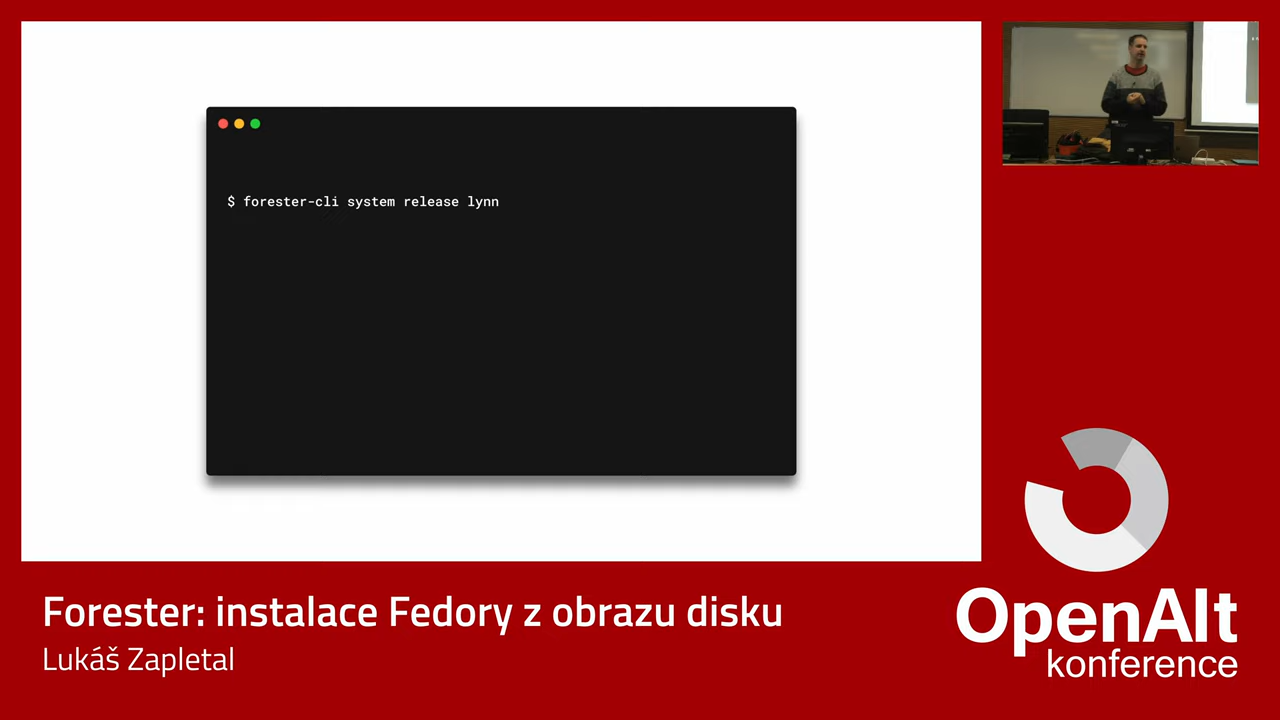 $ forester-cli system release lynn
Forester: instalace Fedory z obrazu disku
Lukáš Zapletal
OpenAlt
konference